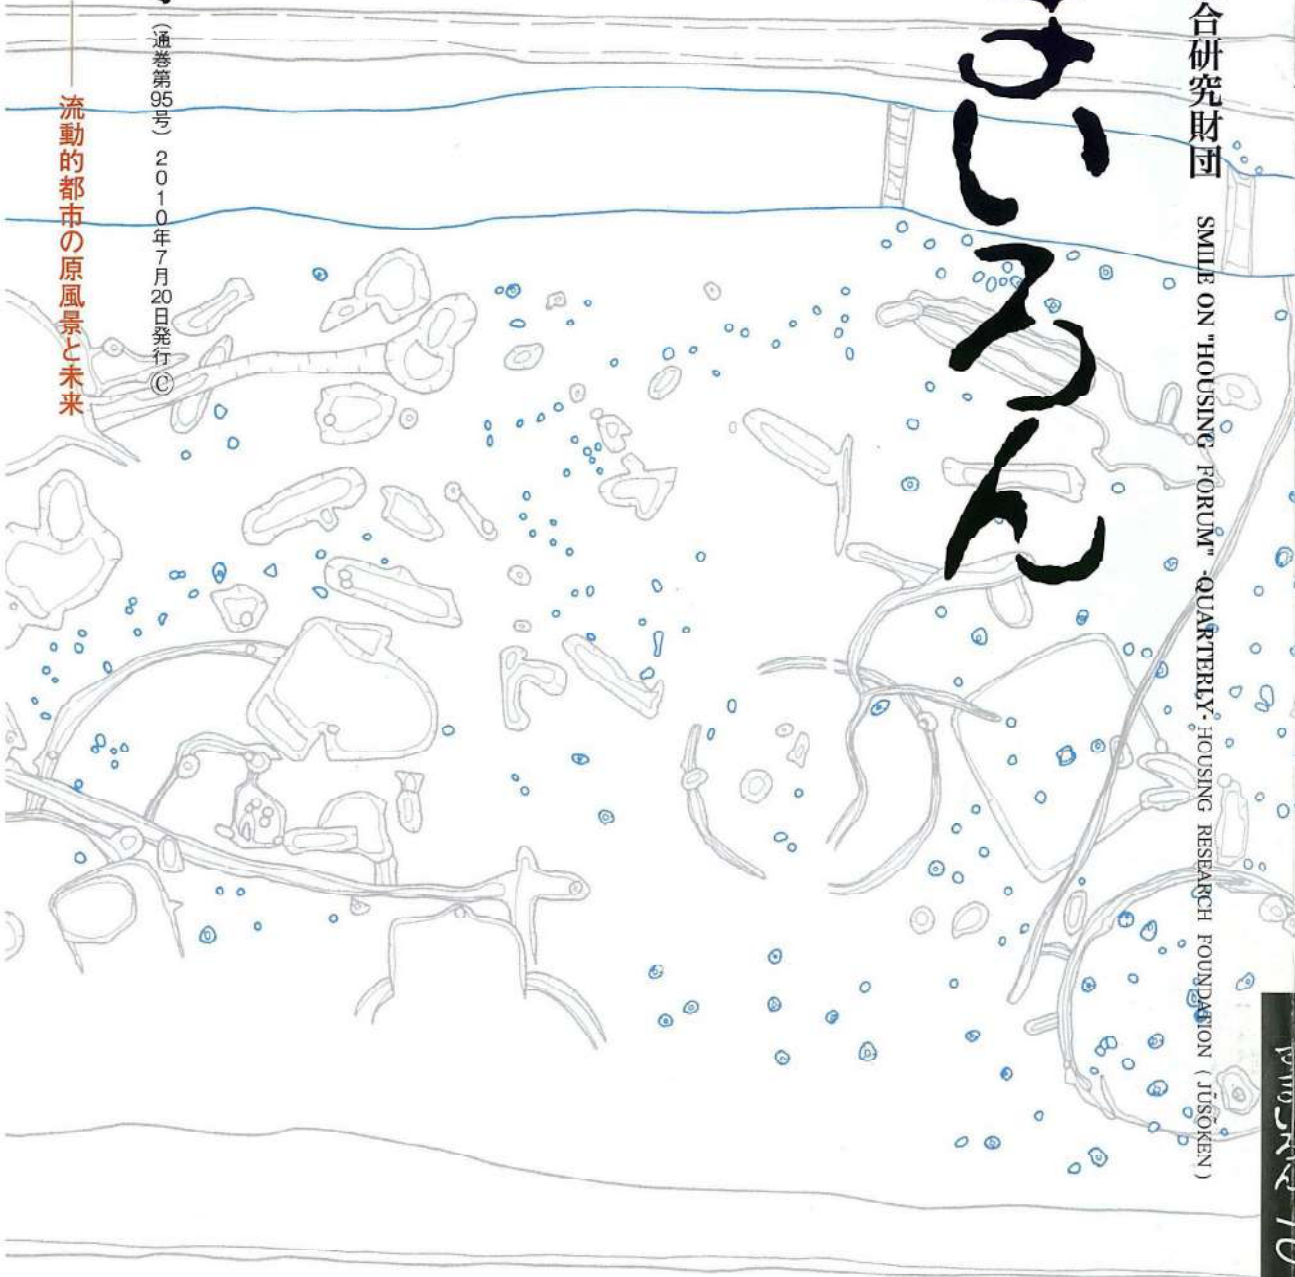 合研究財団　SMILE ON "HOUSING FORUM" -QUARTERLY- HOUSING RESEARCH FOUNDATION ( JŪSŌKEN )
まいろん
（通巻第95号）２０１０年７月20日発行Ⓒ
流動的都市の原風景と未来